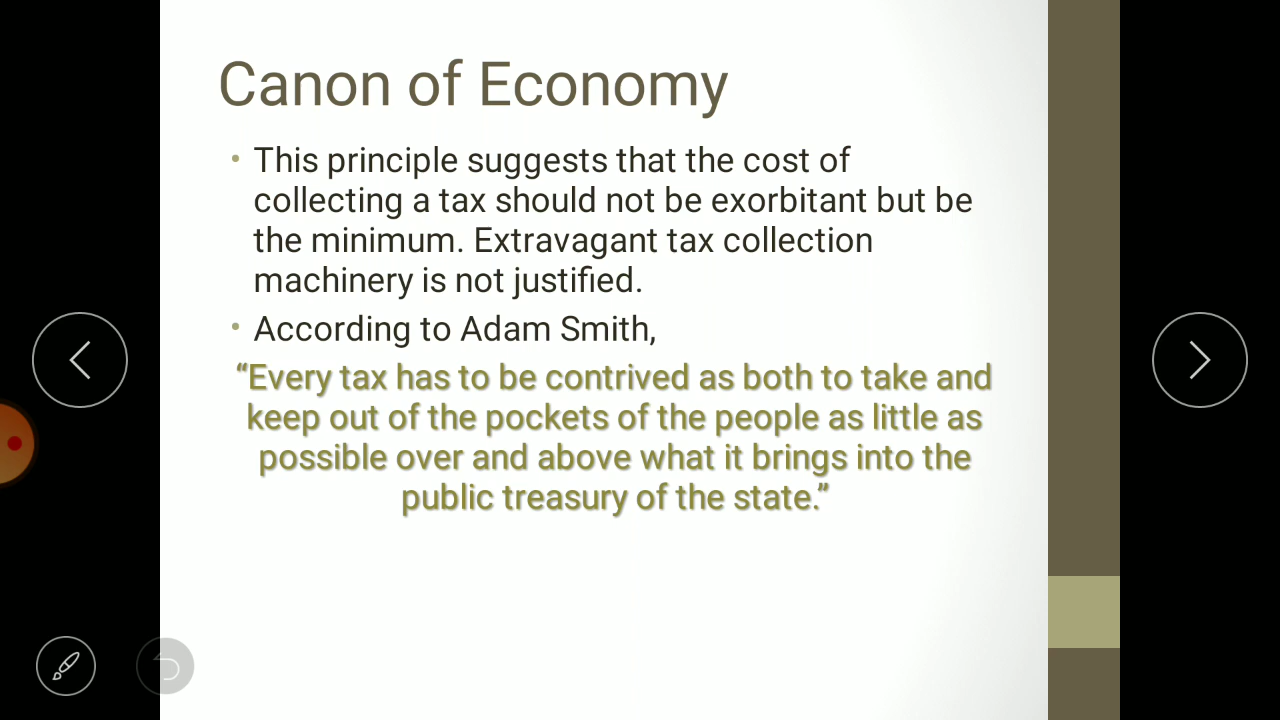 Canon of Economy
• This principle suggests that the cost of
collecting a tax should not be exorbitant but be
the minimum. Extravagant tax collection
machinery is not justified.
• According to Adam Smith,
“Every tax has to be contrived as both to take and
keep out of the pockets of the people as little as
possible over and above what it brings into the
public treasury of the state.”